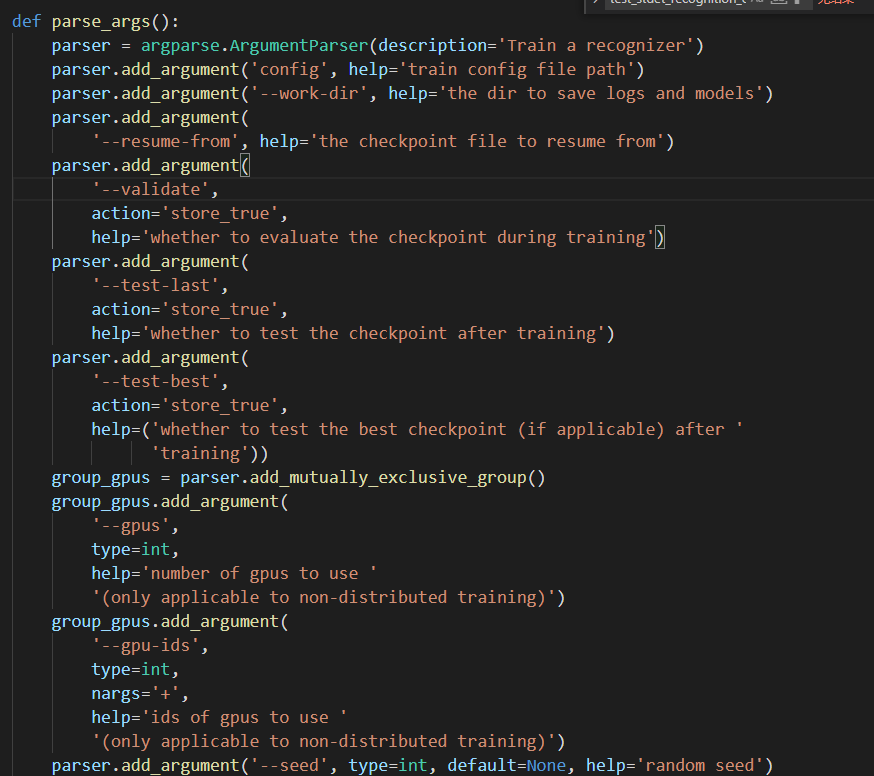 def parse_args():
    parser = argparse.ArgumentParser(description='Train a recognizer')
    parser.add_argument('config', help='train config file path')
    parser.add_argument('--work-dir', help='the dir to save logs and models')
    parser.add_argument(
        '--resume-from', help='the checkpoint file to resume from')
    parser.add_argument(
        '--validate',
        action='store_true',
        help='whether to evaluate the checkpoint during training')
    parser.add_argument(
        '--test-last',
        action='store_true',
        help='whether to test the checkpoint after training')
    parser.add_argument(
        '--test-best',
        action='store_true',
        help=('whether to test the best checkpoint (if applicable) after '
              'training'))
    group_gpus = parser.add_mutually_exclusive_group()
    group_gpus.add_argument(
        '--gpus',
        type=int,
        help='number of gpus to use '
        '(only applicable to non-distributed training)')
    group_gpus.add_argument(
        '--gpu-ids',
        type=int,
        nargs='+',
        help='ids of gpus to use '
        '(only applicable to non-distributed training)')
    parser.add_argument('--seed', type=int, default=None, help='random seed')